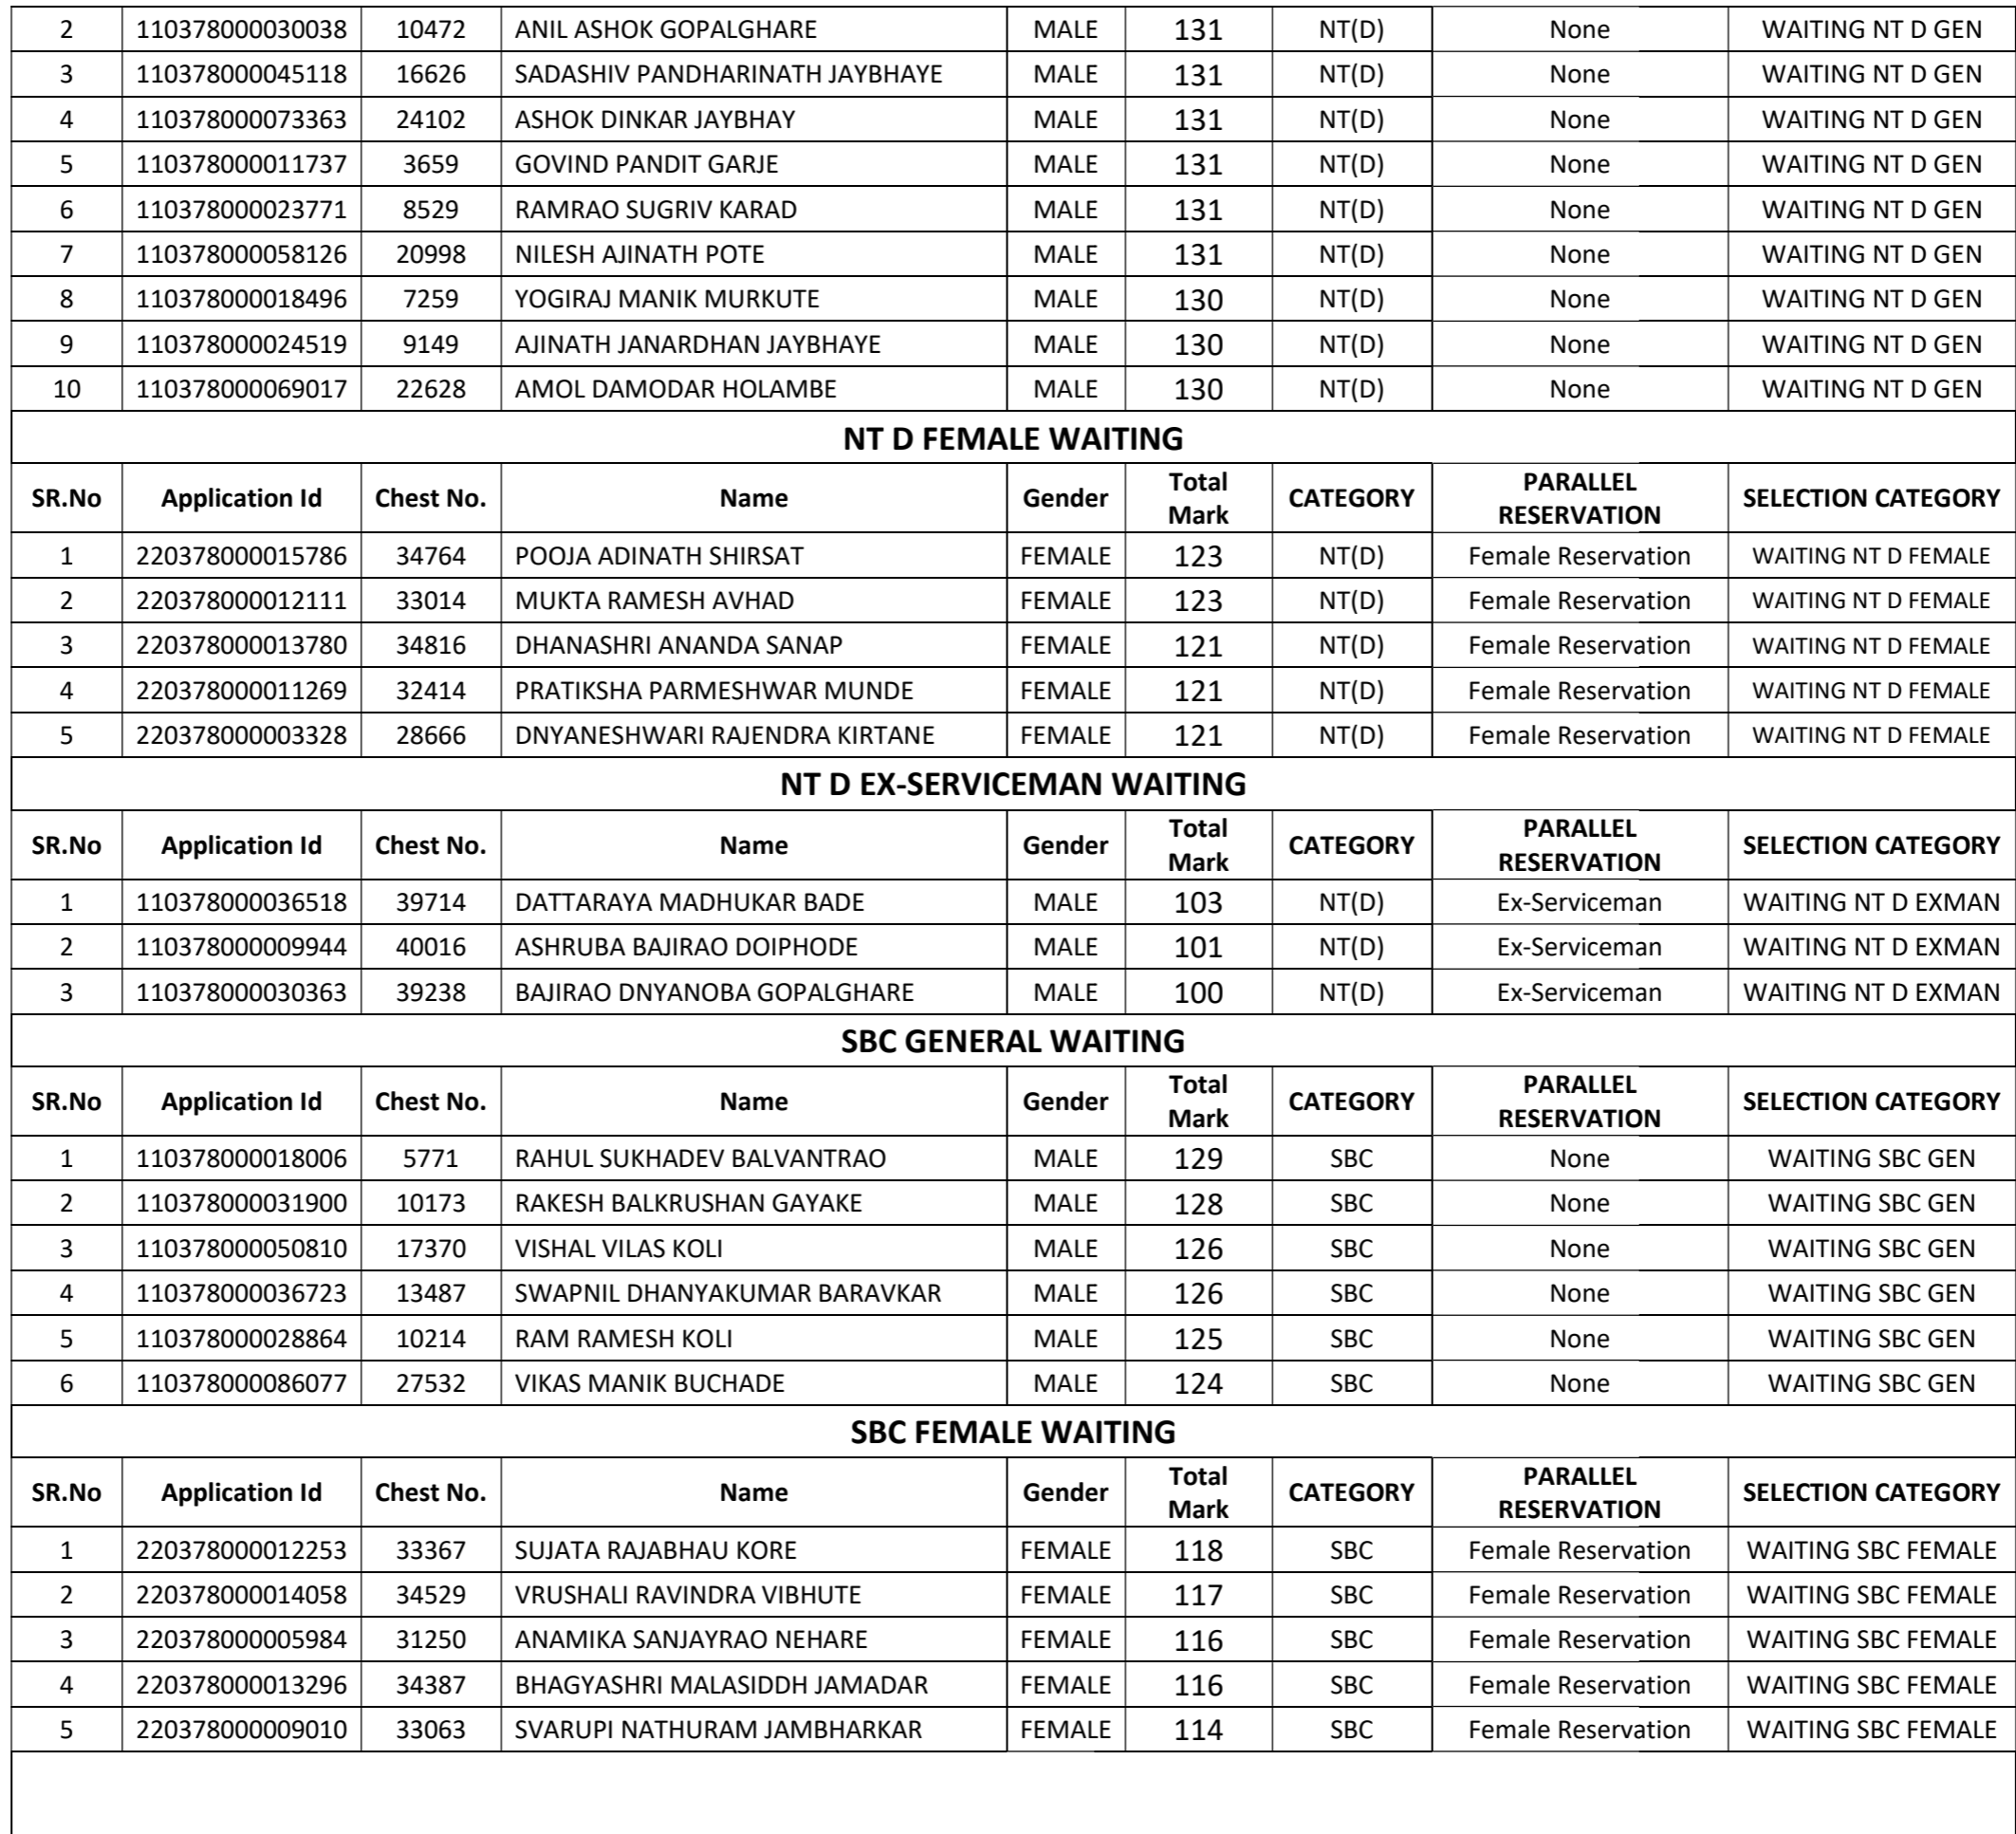 2 110378000030038 10472 ANIL ASHOK GOPALGHARE MALE 131 NT(D) None WAITING NT D GEN
3 110378000045118 16626 SADASHIV PANDHARINATH JAYBHAYE MALE 131 NT(D) None WAITING NT D GEN
4 110378000073363 24102 ASHOK DINKAR JAYBHAY MALE 131 NT(D) None WAITING NT D GEN
5 110378000011737 3659 GOVIND PANDIT GARJE MALE 131 NT(D) None WAITING NT D GEN
6 110378000023771 8529 RAMRAO SUGRIV KARAD MALE 131 NT(D) None WAITING NT D GEN
7 110378000058126 20998 NILESH AJINATH POTE MALE 131 NT(D) None WAITING NT D GEN
8 110378000018496 7259 YOGIRAJ MANIK MURKUTE MALE 130 NT(D) None WAITING NT D GEN
9 110378000024519 9149 AJINATH JANARDHAN JAYBHAYE MALE 130 NT(D) None WAITING NT D GEN
10 110378000069017 22628 AMOL DAMODAR HOLAMBE MALE 130 NT(D) None WAITING NT D GEN
NT D FEMALE WAITING
SR.No Application Id Chest No. Name Gender Total Mark CATEGORY PARALLEL RESERVATION SELECTION CATEGORY
1 220378000015786 34764 POOJA ADINATH SHIRSAT FEMALE 123 NT(D) Female Reservation WAITING NT D FEMALE
2 220378000012111 33014 MUKTA RAMESH AVHAD FEMALE 123 NT(D) Female Reservation WAITING NT D FEMALE
3 220378000013780 34816 DHANASHRI ANANDA SANAP FEMALE 121 NT(D) Female Reservation WAITING NT D FEMALE
4 220378000011269 32414 PRATIKSHA PARMESHWAR MUNDE FEMALE 121 NT(D) Female Reservation WAITING NT D FEMALE
5 220378000003328 28666 DNYANESHWARI RAJENDRA KIRTANE FEMALE 121 NT(D) Female Reservation WAITING NT D FEMALE
NT D EX-SERVICEMAN WAITING
SR.No Application Id Chest No. Name Gender Total Mark CATEGORY PARALLEL RESERVATION SELECTION CATEGORY
1 110378000036518 39714 DATTARAYA MADHUKAR BADE MALE 103 NT(D) Ex-Serviceman WAITING NT D EXMAN
2 110378000009944 40016 ASHRUBA BAJIRAO DOIPHODE MALE 101 NT(D) Ex-Serviceman WAITING NT D EXMAN
3 110378000030363 39238 BAJIRAO DNYANOBA GOPALGHARE MALE 100 NT(D) Ex-Serviceman WAITING NT D EXMAN
SBC GENERAL WAITING
SR.No Application Id Chest No. Name Gender Total Mark CATEGORY PARALLEL RESERVATION SELECTION CATEGORY
1 110378000018006 5771 RAHUL SUKHADEV BALVANTRAO MALE 129 SBC None WAITING SBC GEN
2 110378000031900 10173 RAKESH BALKRUSHAN GAYAKE MALE 128 SBC None WAITING SBC GEN
3 110378000050810 17370 VISHAL VILAS KOLI MALE 126 SBC None WAITING SBC GEN
4 110378000036723 13487 SWAPNIL DHANYAKUMAR BARAVKAR MALE 126 SBC None WAITING SBC GEN
5 110378000028864 10214 RAM RAMESH KOLI MALE 125 SBC None WAITING SBC GEN
6 110378000086077 27532 VIKAS MANIK BUCHADE MALE 124 SBC None WAITING SBC GEN
SBC FEMALE WAITING
SR.No Application Id Chest No. Name Gender Total Mark CATEGORY PARALLEL RESERVATION SELECTION CATEGORY
1 220378000012253 33367 SUJATA RAJABHAU KORE FEMALE 118 SBC Female Reservation WAITING SBC FEMALE
2 220378000014058 34529 VRUSHALI RAVINDRA VIBHUTE FEMALE 117 SBC Female Reservation WAITING SBC FEMALE
3 220378000005984 31250 ANAMIKA SANJAYRAO NEHARE FEMALE 116 SBC Female Reservation WAITING SBC FEMALE
4 220378000013296 34387 BHAGYASHRI MALASIDDH JAMADAR FEMALE 116 SBC Female Reservation WAITING SBC FEMALE
5 220378000009010 33063 SVARUPI NATHURAM JAMBHARKAR FEMALE 114 SBC Female Reservation WAITING SBC FEMALE